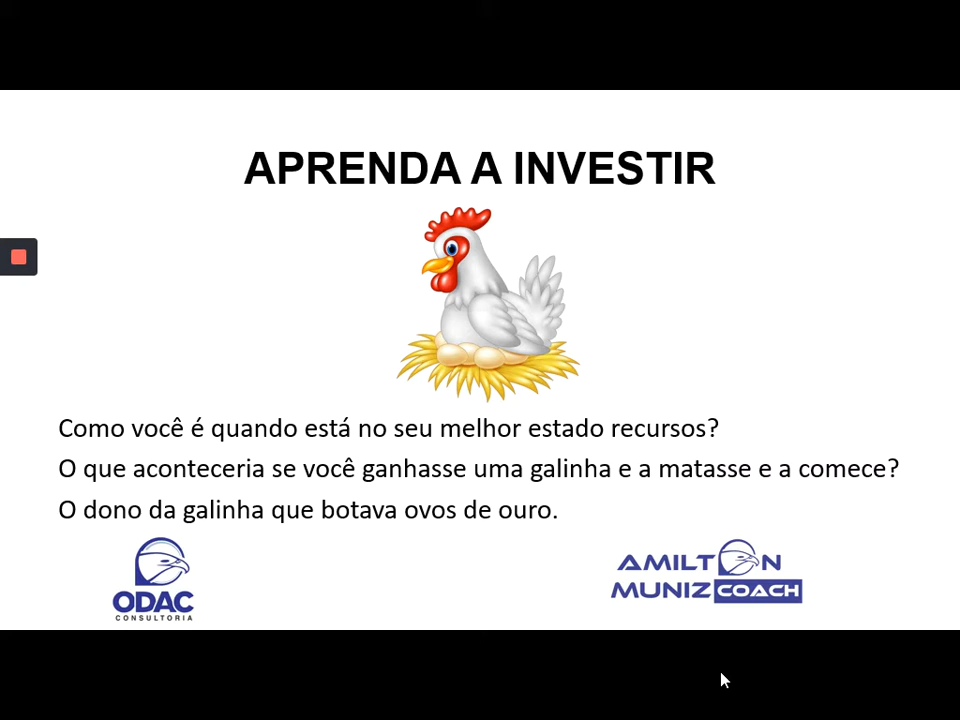 APRENDA A INVESTIR
Como você é quando está no seu melhor estado recursos?
O que aconteceria se você ganhasse uma galinha e a matasse e a comece?
O dono da galinha que botava ovos de ouro.
ODAC
CONSULTORIA
AMILTON
MUNIZ COACH